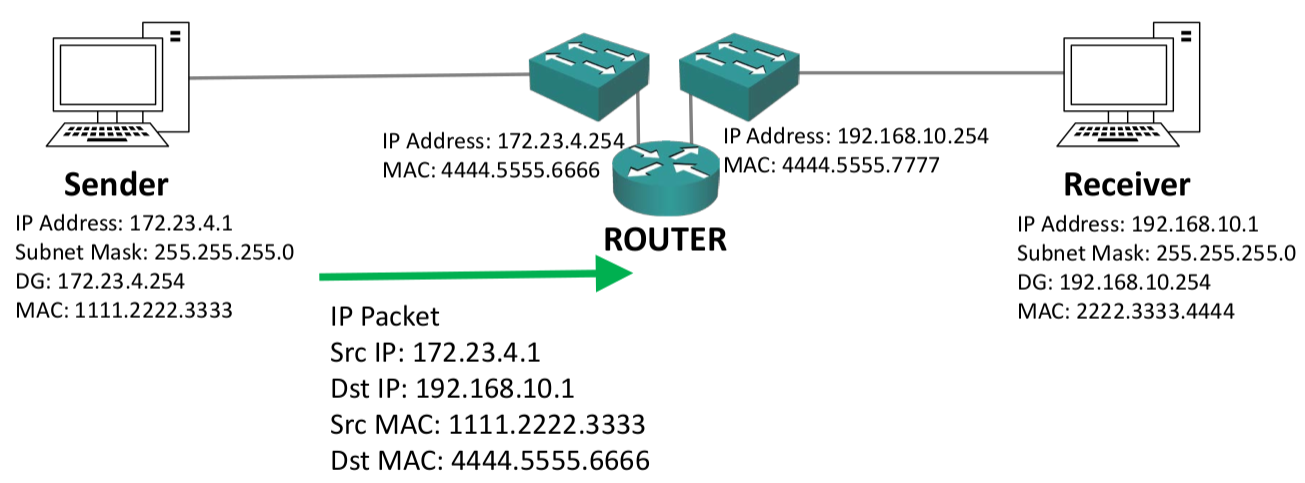 IP Address: 172.23.4.254
MAC: 4444.5555.6666
IP Address: 192.168.10.254
MAC: 4444.5555.7777
Sender
IP Address: 172.23.4.1
Subnet Mask: 255.255.255.0
DG: 172.23.4.254
MAC: 1111.2222.3333
ROUTER
Receiver
IP Address: 192.168.10.1
Subnet Mask: 255.255.255.0
DG: 192.168.10.254
MAC: 2222.3333.4444
IP Packet
Src IP: 172.23.4.1
Dst IP: 192.168.10.1
Src MAC: 1111.2222.3333
Dst MAC: 4444.5555.6666